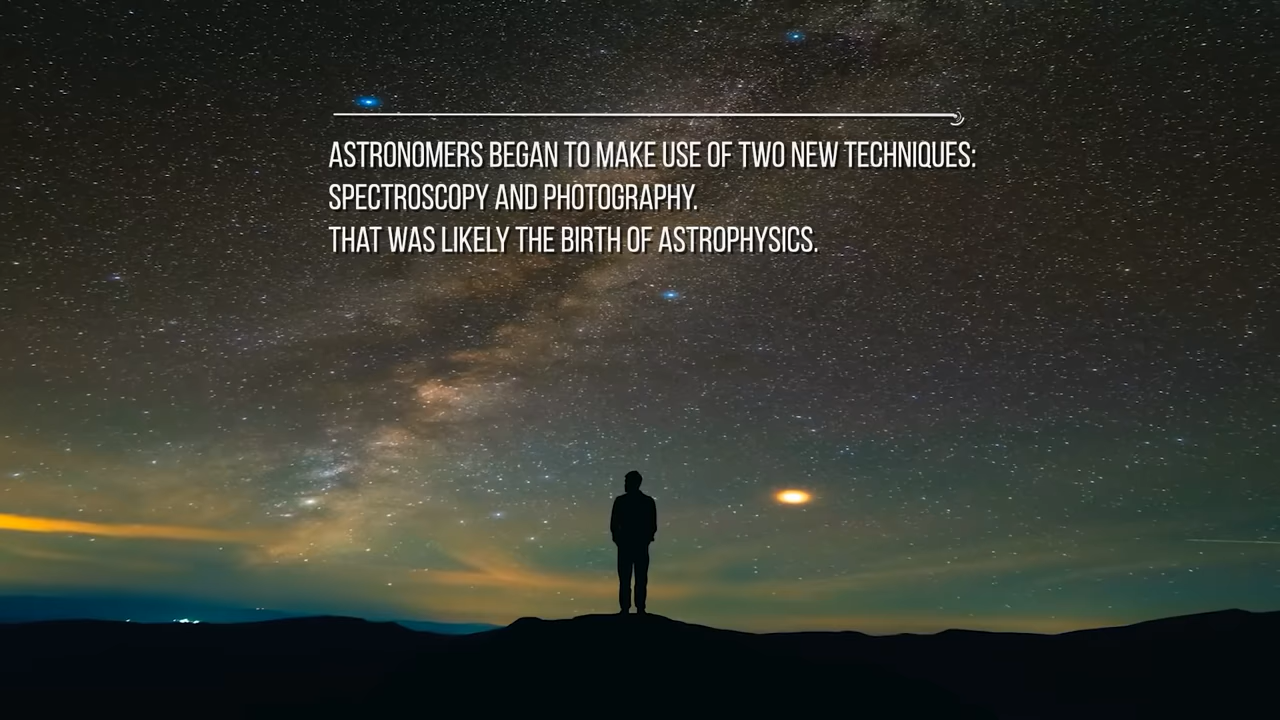 ASTRONOMERS BEGAN TO MAKE USE OF TWO NEW TECHNIQUES:
SPECTROSCOPY AND PHOTOGRAPHY.
THAT WAS LIKELY THE BIRTH OF ASTROPHYSICS.